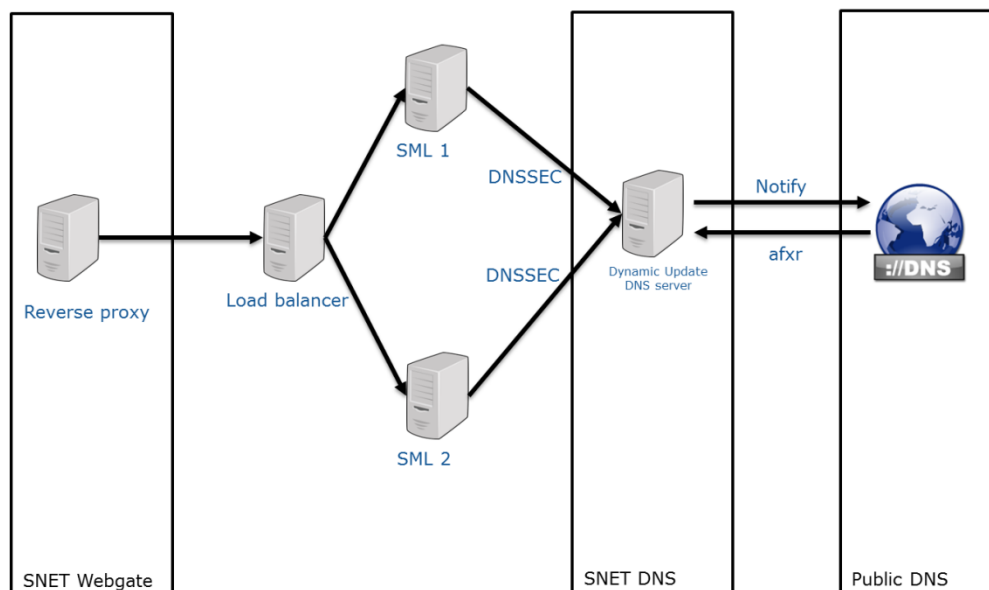 SML 1
DNSSEC
Notify
Reverse proxy
Load balancer
Dynamic Update
DNS server
afxr
://DNS
DNSSEC
SML 2
SNET Webgate
SNET DNS
Public DNS